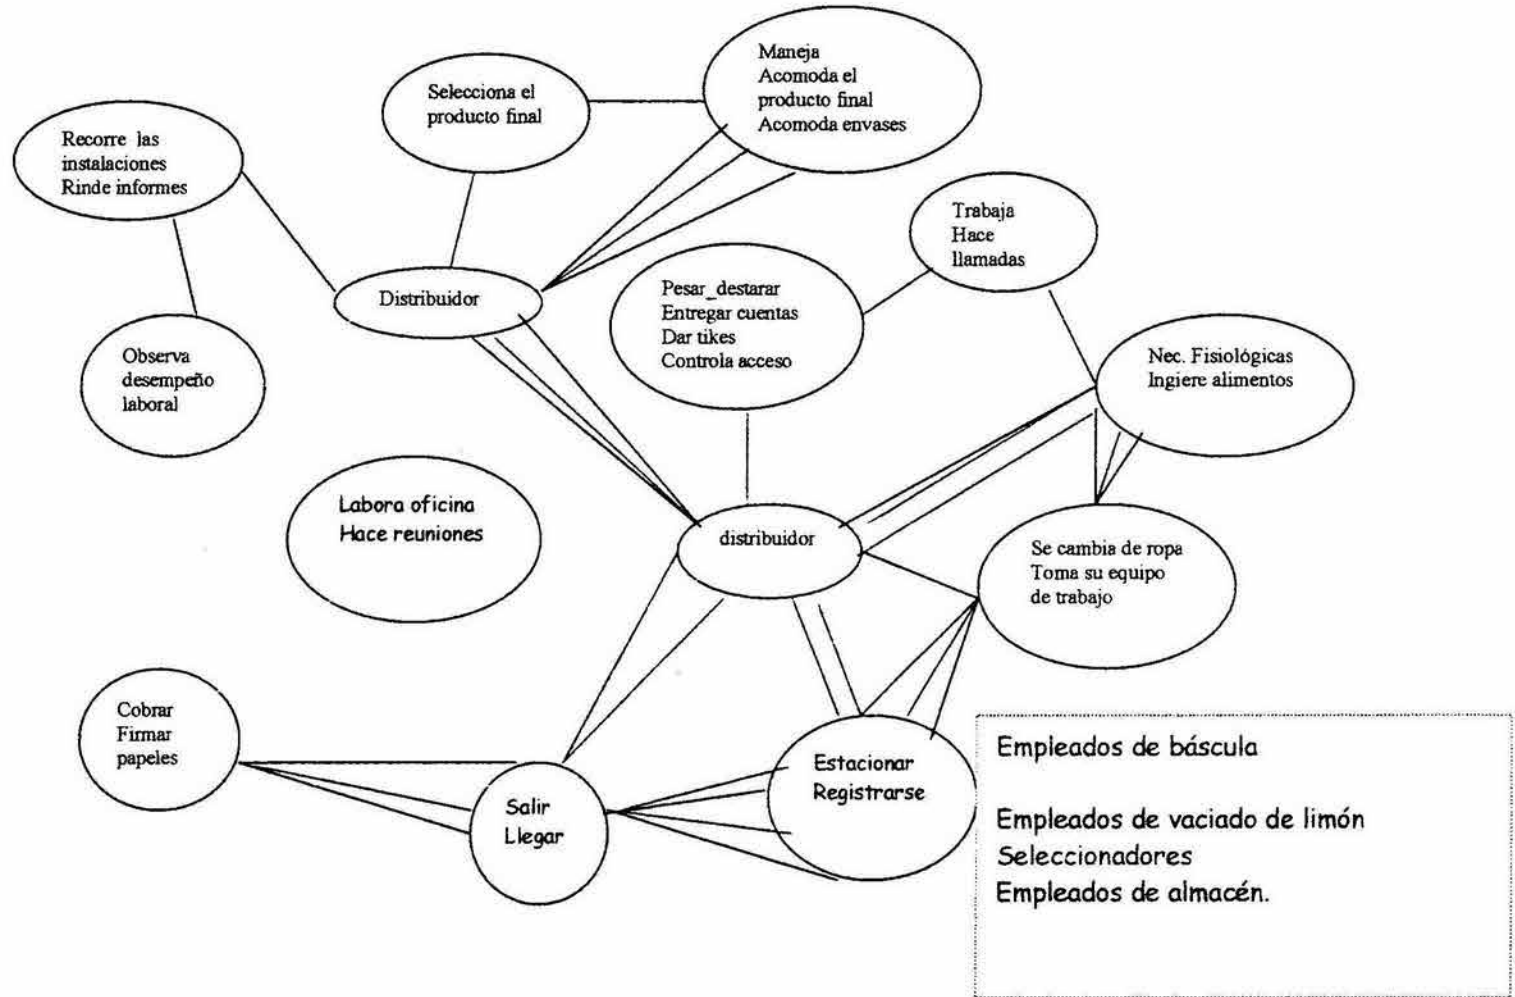 Maneja
Acomoda el
producto final
Acomoda envases
Selecciona el
producto final
Recorre las
instalaciones
Rinde informes
Trabaja
Hace
llamadas
Distribuidor
Pesar_destarar
Entregar cuentas
Dar tikes
Controla acceso
Observa
desempeño
laboral
Nec. Fisiológicas
Ingiere alimentos
Labora oficina
Hace reuniones
distribuidor
Se cambia de ropa
Toma su equipo
de trabajo
Cobrar
Firmar
papeles
Salir
Llegar
Estacionar
Registrarse
Empleados de báscula
Empleados de vaciado de limón
Seleccionadores
Empleados de almacén.